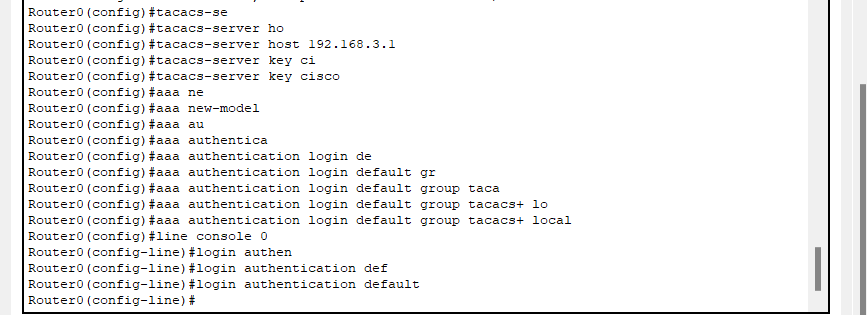 Router0(config)#tacacs-se
Router0(config)#tacacs-server ho
Router0(config)#tacacs-server host 192.168.3.1
Router0(config)#tacacs-server key ci
Router0(config)#tacacs-server key cisco
Router0(config)#aaa ne
Router0(config)#aaa new-model
Router0(config)#aaa au
Router0(config)#aaa authentica
Router0(config)#aaa authentication login de
Router0(config)#aaa authentication login default gr
Router0(config)#aaa authentication login default group taca
Router0(config)#aaa authentication login default group tacacs+ lo
Router0(config)#aaa authentication login default group tacacs+ local
Router0(config)#line console 0
Router0(config-line)#login authen
Router0(config-line)#login authentication def
Router0(config-line)#login authentication default
Router0(config-line)#